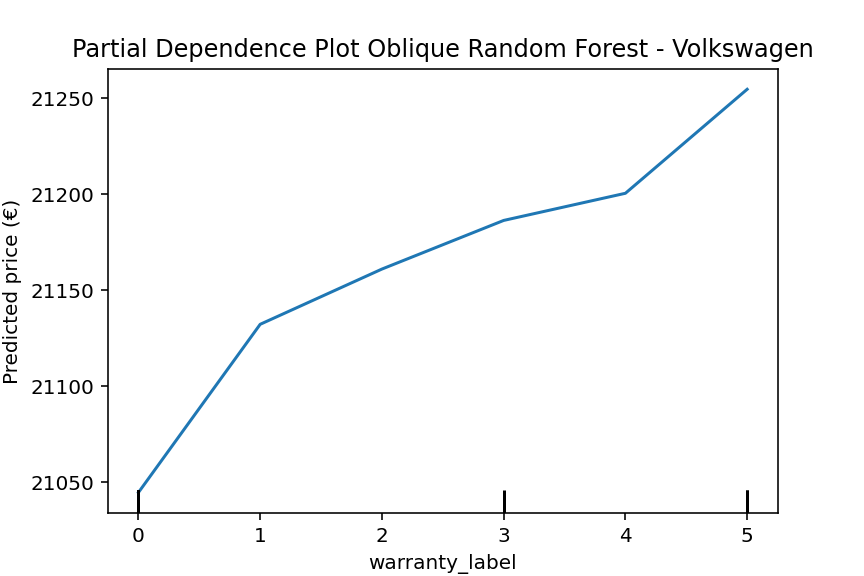 Partial Dependence Plot Oblique Random Forest - Volkswagen
Predicted price (€)
21250
21200
21150
21100
21050
0 1 2 3 4 5
warranty_label